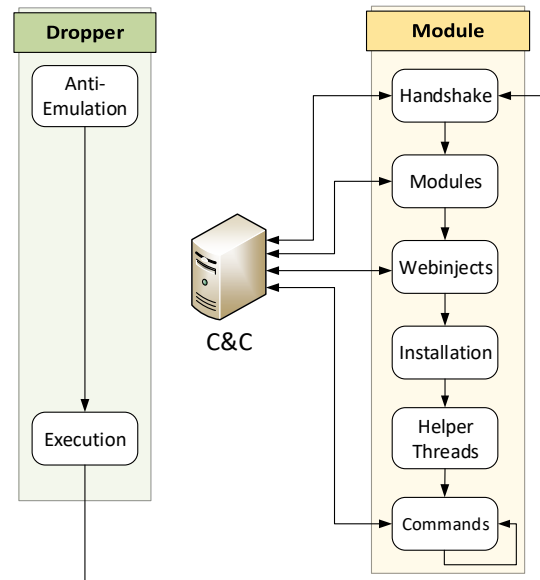 Dropper
Anti-
Emulation
Execution
C&C
Module
Handshake
Modules
Webinjects
Installation
Helper
Threads
Commands